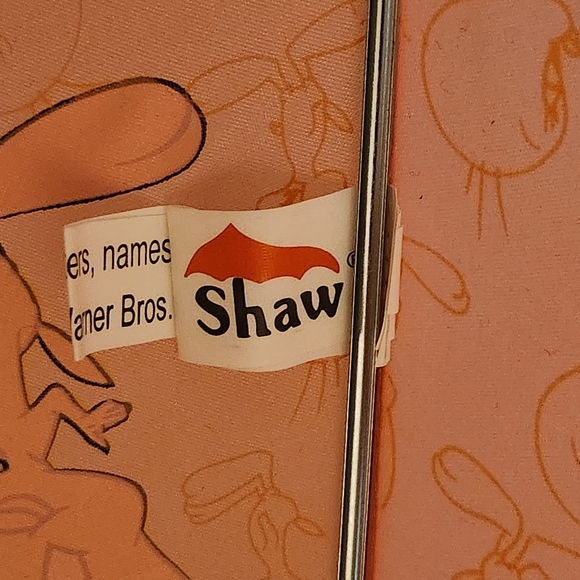 ers, names
arner Bros.
Shaw
®